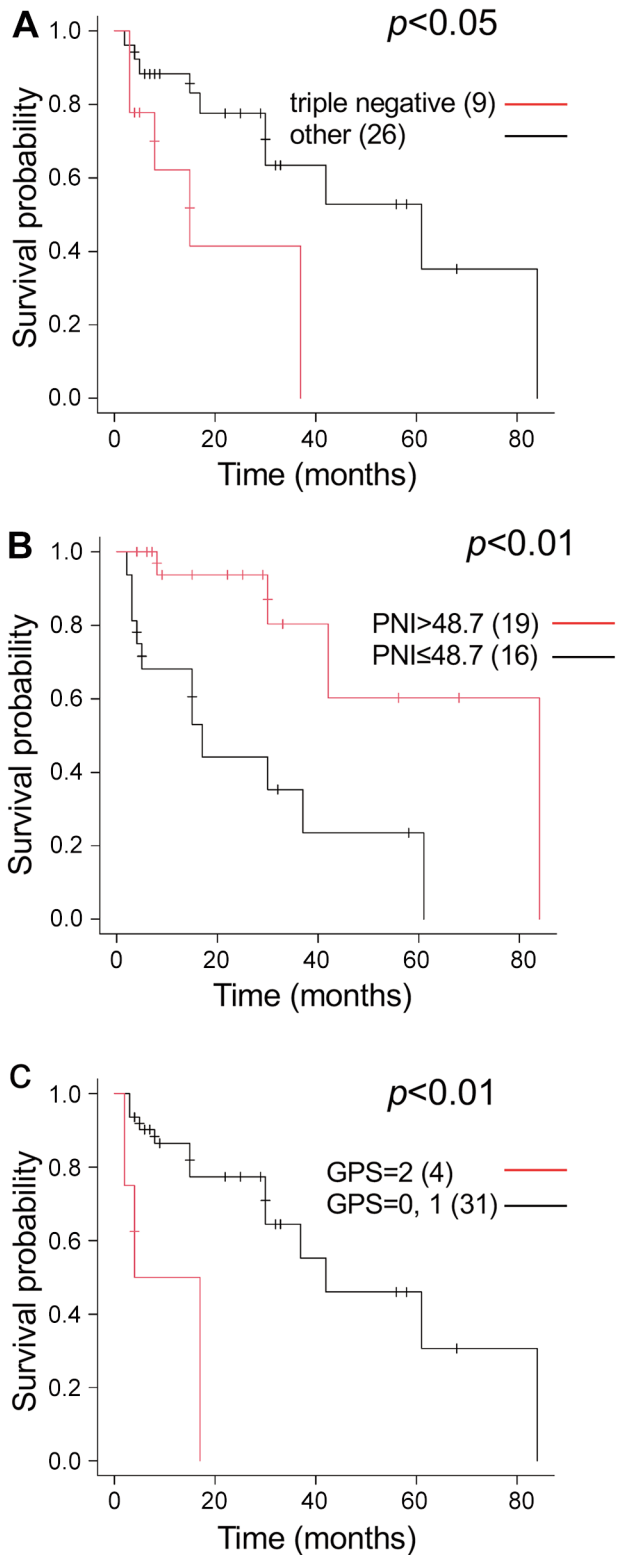 A
p<0.05
1.0
0.8
0.6
0.4
0.2
0.0
Survival probability
triple negative (9)
other (26)
0 20 40 60 80
Time (months)
B
p<0.01
1.0
0.8
0.6
0.4
0.2
0.0
Survival probability
PNI>48.7 (19)
PNI≤48.7 (16)
0 20 40 60 80
Time (months)
C
p<0.01
1.0
0.8
0.6
0.4
0.2
0.0
Survival probability
GPS=2 (4)
GPS=0, 1 (31)
0 20 40 60 80
Time (months)